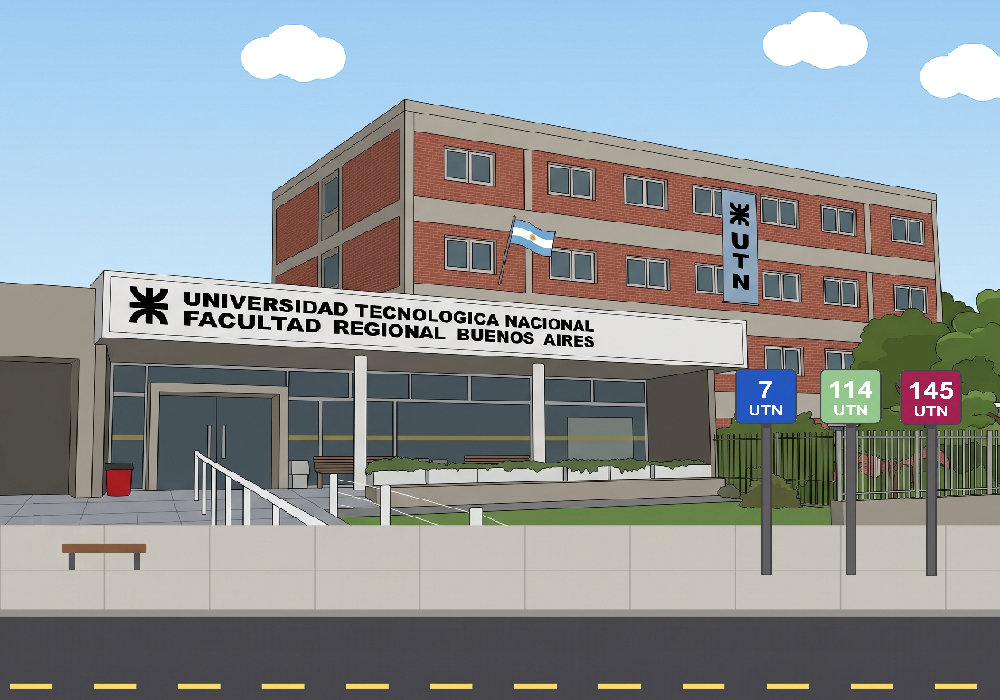 UNIVERSIDAD TECNOLOGICA NACIONAL
FACULTAD REGIONAL BUENOS AIRES
UTN
7
UTN
114
UTN
145
UTN